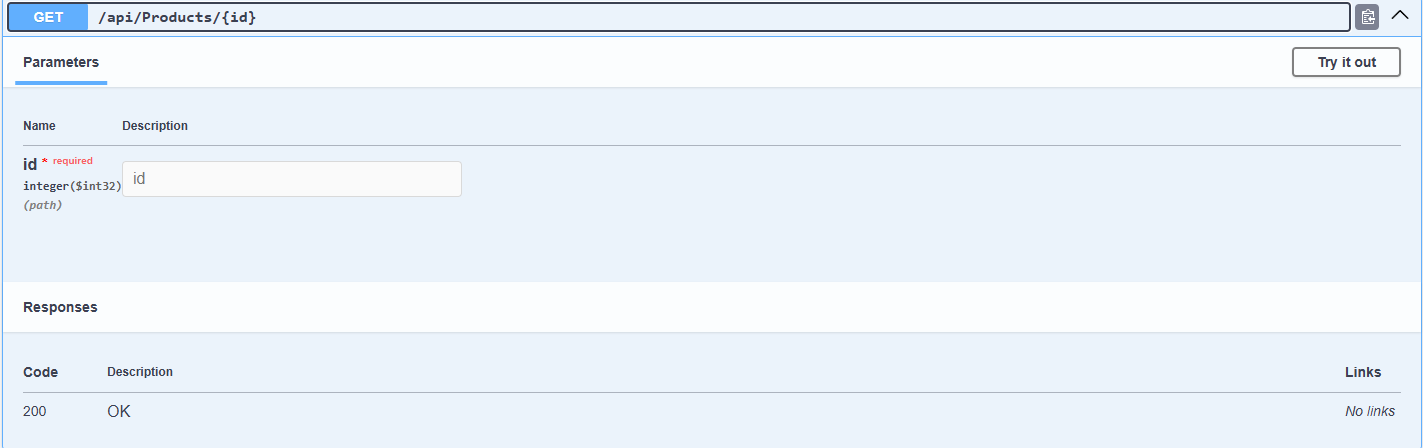 GET /api/Products/{id}
Parameters Try it out
Name Description
id * required
integer($int32) id
(path)
Responses
Code Description Links
200 OK No links